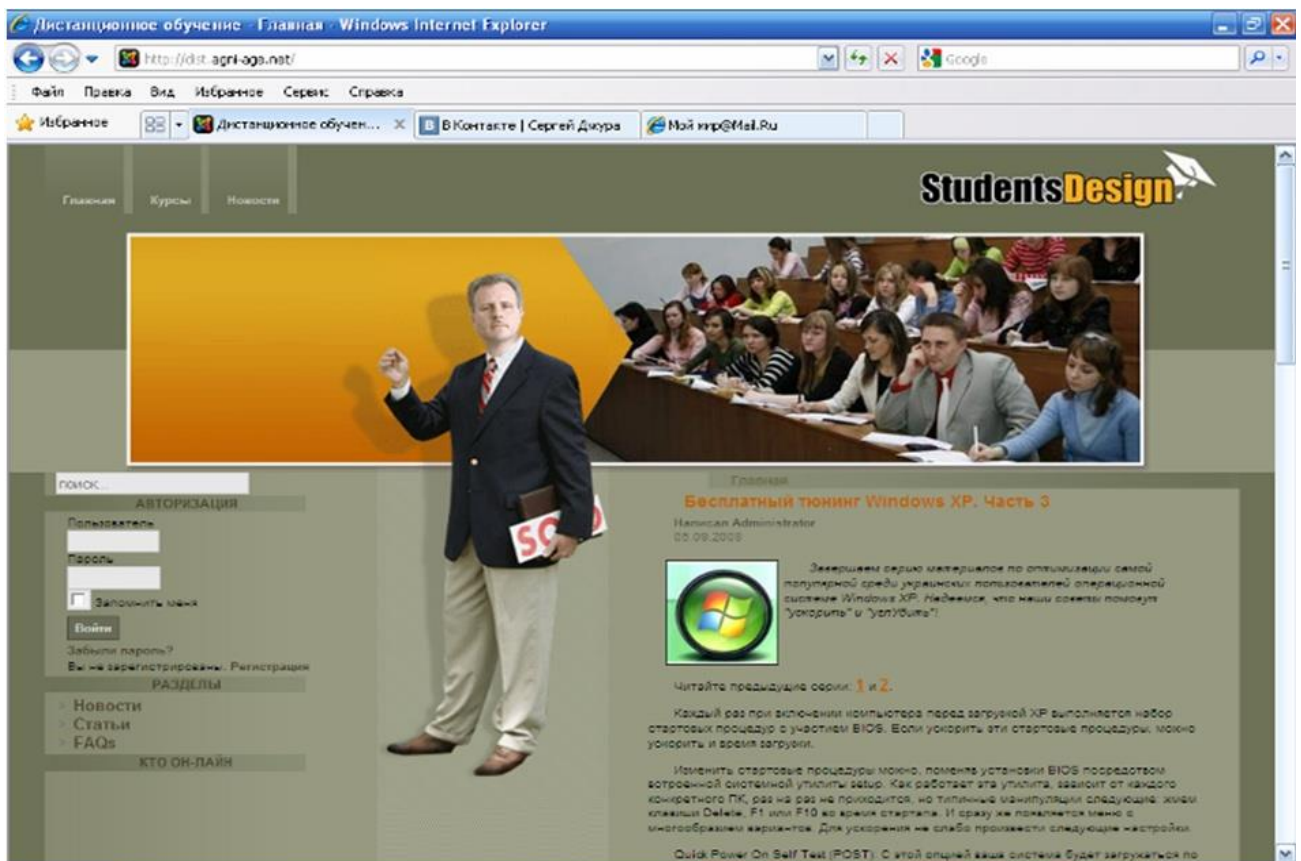 Дистанционное обучение - Главная - Windows Internet Explorer
http://dist.agni-age.net/
Google
Файл Правка Вид Избранное Сервис Справка
Избранное
Дистанционное обучен...
В Контакте | Сергей Джура
Мой мир@Mail.Ru
Главная Курсы Новости
StudentsDesign
SO
поиск...
АВТОРИЗАЦИЯ
Пользователь
Пароль
Запомнить меня
Войти
Забыли пароль?
Вы не зарегистрированы. Регистрация
РАЗДЕЛЫ
Новости
Статьи
FAQs
КТО ОН-ЛАЙН
Главная
Бесплатный тюнинг Windows XP. Часть 3
Написал Administrator
05.09.2008
Завершаем серию материалов по оптимизации самой
популярной среди украинских пользователей операционной
системе Windows XP. Надеемся, что наши советы помогут
"ускорить" и "углУбить"!
Читайте предыдущие серии: 1 и 2.
Каждый раз при включении компьютера перед загрузкой XP выполняется набор
стартовых процедур с участием BIOS. Если ускорить эти стартовые процедуры, можно
ускорить и время загрузки.
Изменить стартовые процедуры можно, поменяв установки BIOS посредством
встроенной системной утилиты setup. Как работает эта утилита, зависит от каждого
конкретного ПК, раз на раз не приходится, но типичные манипуляции следующие: жмем
клавиши Delete, F1 или F10 во время стартапа. И сразу же появляется меню с
многообразием вариантов. Для ускорения не слабо произвести следующие настройки.
Quick Power On Self Test (POST). С этой опцией ваша система будет загружаться по